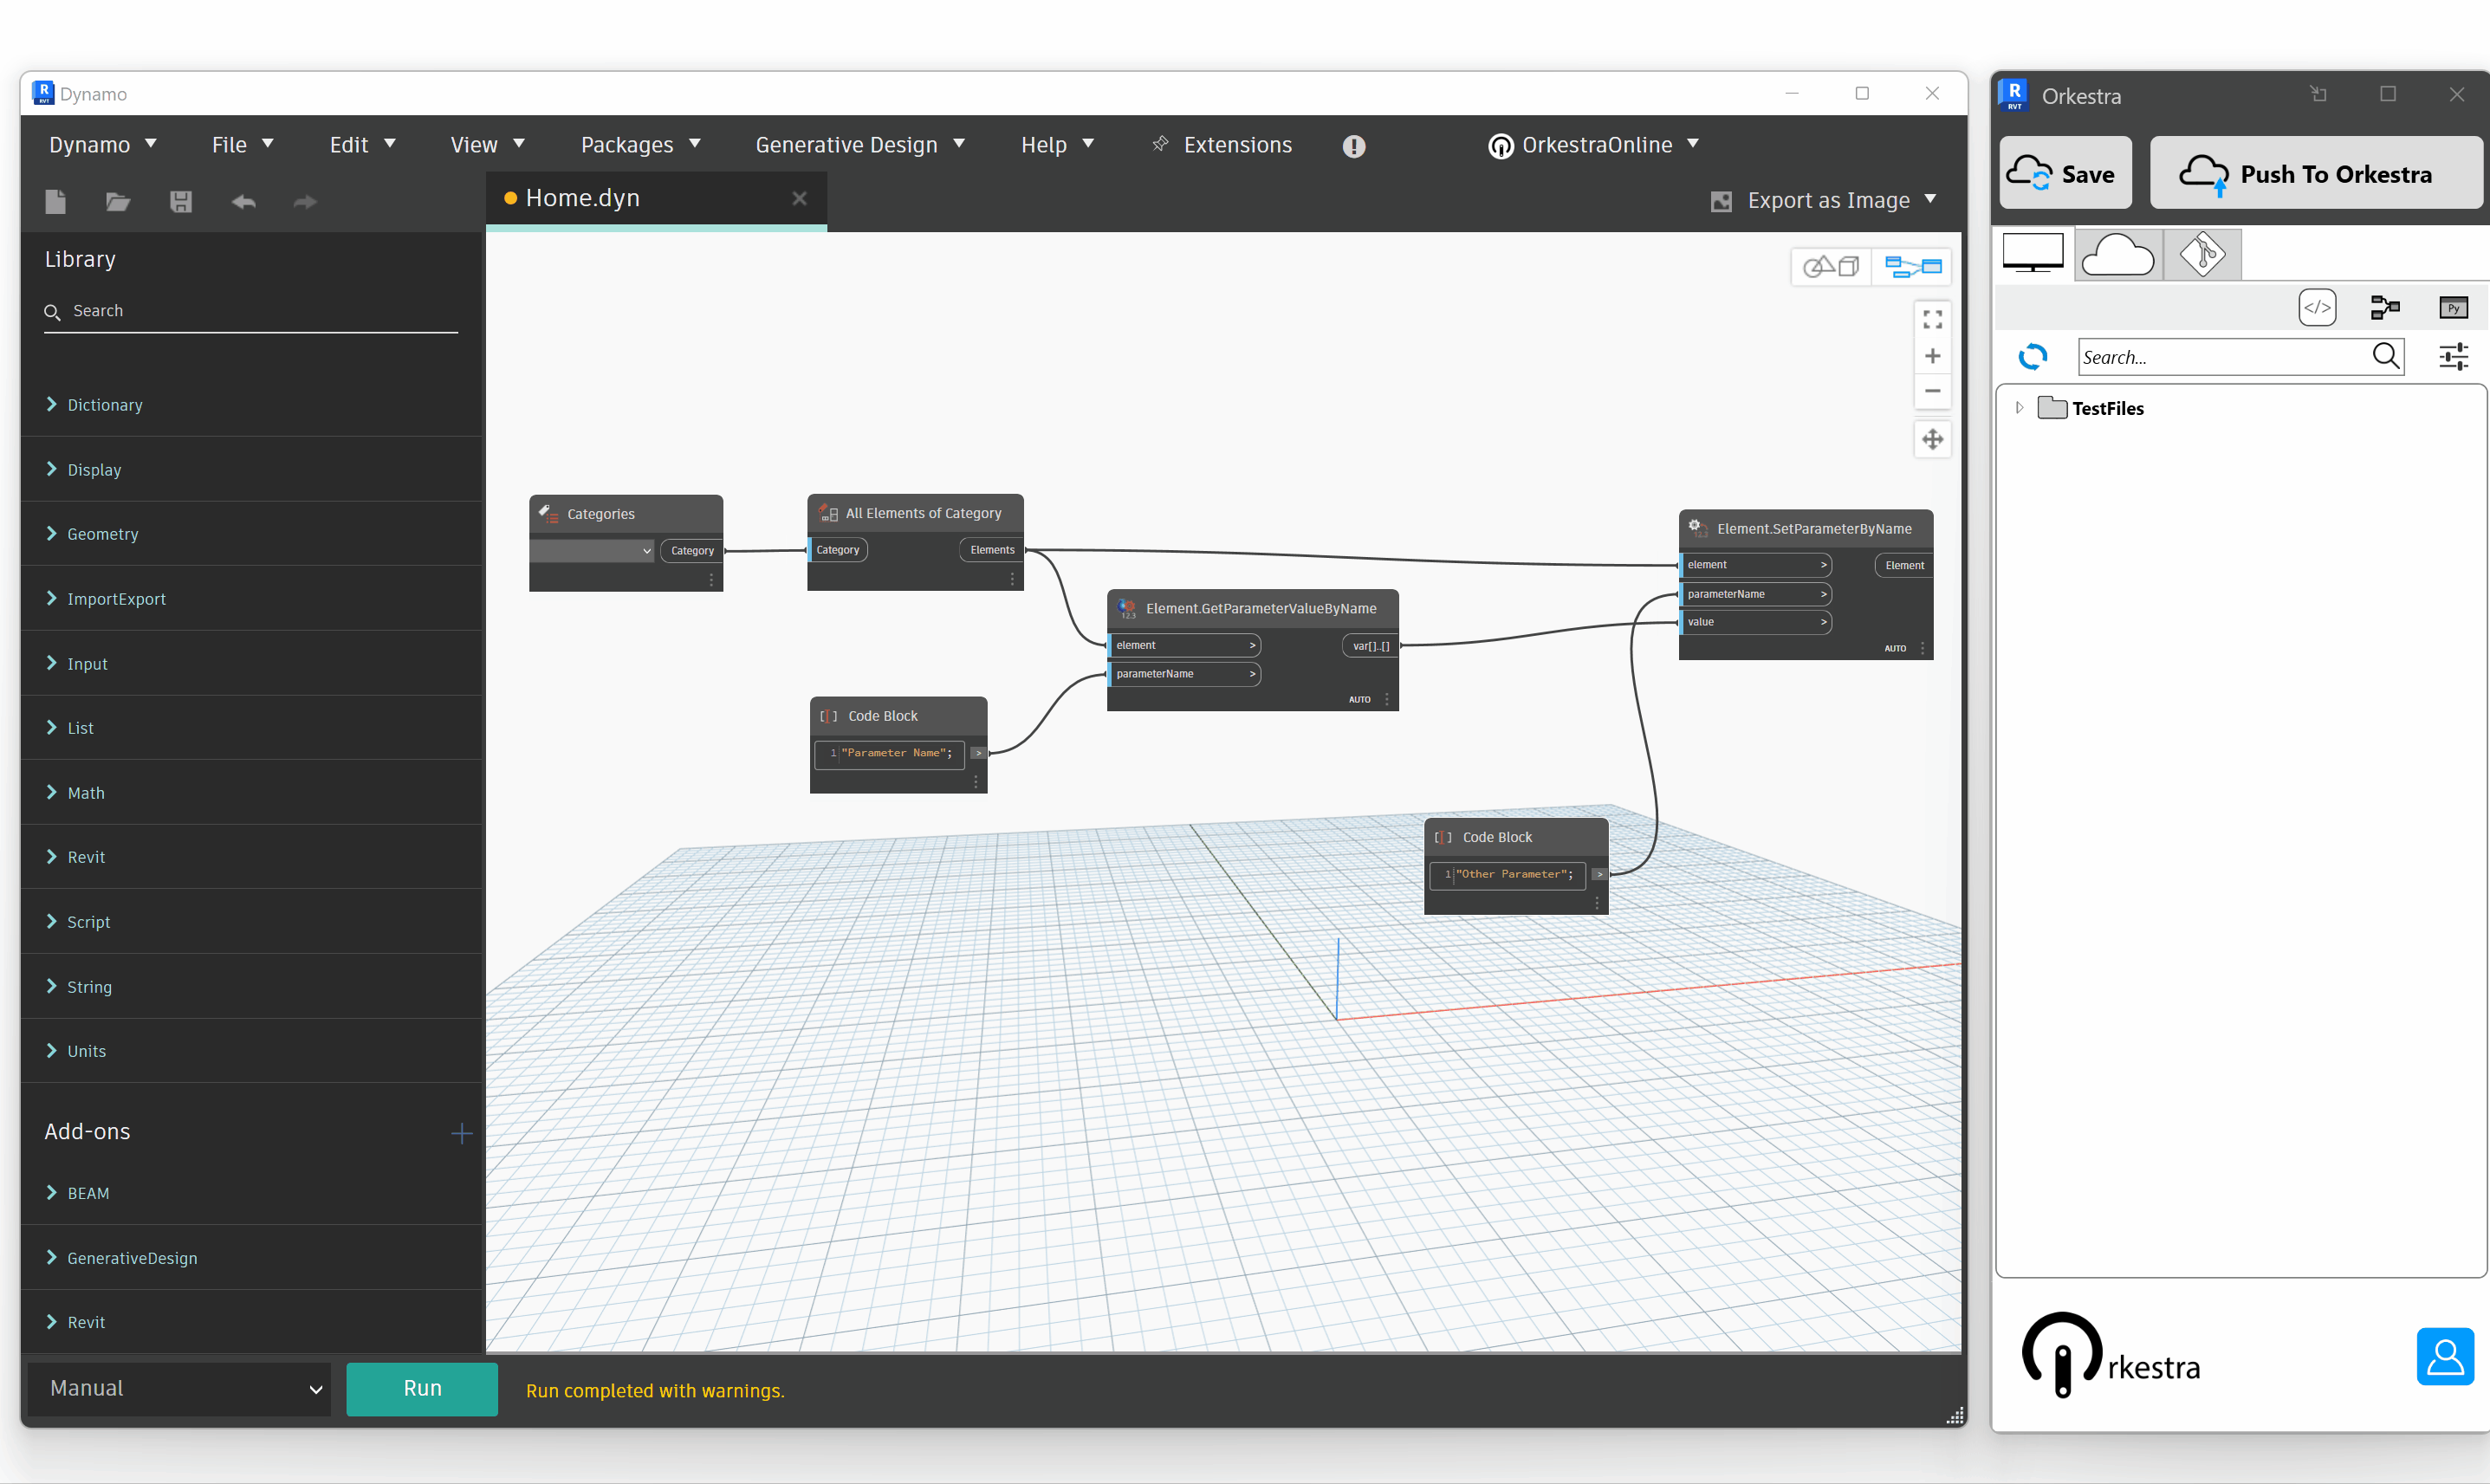 Dynamo
Dynamo File Edit View Packages Generative Design Help Extensions OrkestraOnline
Home.dyn
Export as Image
Library
Search
Dictionary
Display
Geometry
ImportExport
Input
List
Math
Revit
Script
String
Units
Add-ons
BEAM
GenerativeDesign
Revit
Manual
Run
Run completed with warnings.
Categories
Category
All Elements of Category
Category Elements
Element.GetParameterValueByName
12.3
element > var[]..[]
parameterName >
AUTO
Code Block
1 "Parameter Name"; >
Element.SetParameterByName
element > Element
parameterName >
value >
AUTO
Code Block
1 "Other Parameter"; >
R
RVT
Orkestra
Save
Push To Orkestra
</>
Py
Search...
TestFiles
rkestra